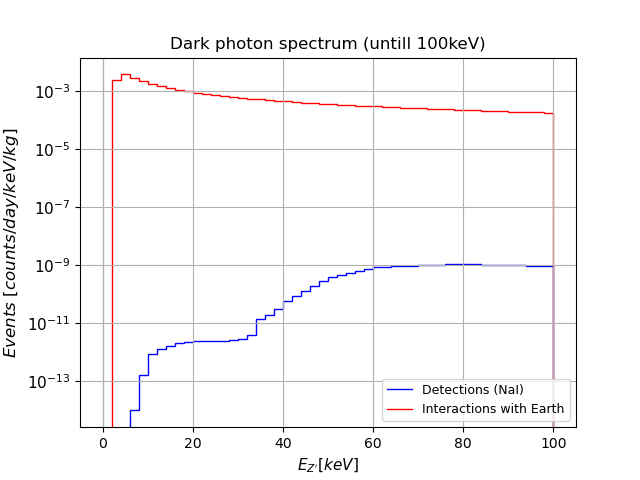 Dark photon spectrum (untill 100keV)
Events [counts/day/keV/kg]
10⁻³
10⁻⁵
10⁻⁷
10⁻⁹
10⁻¹¹
10⁻¹³
Detections (NaI)
Interactions with Earth
0 20 40 60 80 100
E_{Z'}[keV]